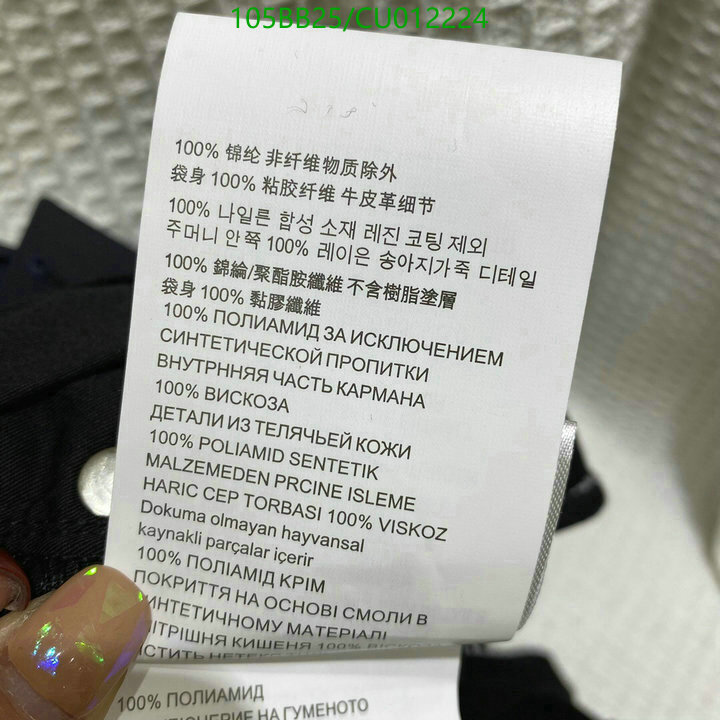 105BB25/CU012224
100% 锦纶 非纤维物质除外
袋身 100% 粘胶纤维 牛皮革细节
100% 나일론 합성 소재 레진 코팅 제외
주머니 안쪽 100% 레이온 송아지가죽 디테일
100% 錦綸/聚酯胺纖維 不含樹脂塗層
袋身 100% 黏膠纖維
100% ПОЛИАМИД ЗА ИСКЛЮЧЕНИЕМ
СИНТЕТИЧЕСКОЙ ПРОПИТКИ
ВНУТРННЯЯ ЧАСТЬ КАРМАНА
100% ВИСКОЗА
ДЕТАЛИ ИЗ ТЕЛЯЧЬЕЙ КОЖИ
100% POLIAMID SENTETIK
MALZEMEDEN PRCINE ISLEME
HARIC CEP TORBASI 100% VISKOZ
Dokuma olmayan hayvansal
kaynakli parçalar içerir
100% ПОЛІАМІД КРІМ
ПОКРИТТЯ НА ОСНОВІ СМОЛИ В
ИНТЕТИЧНОМУ МАТЕРІАЛІ
ІТРІШНЯ КИШЕНЯ 100%
100% ПОЛИАМИД
НА ГУМЕНОТО